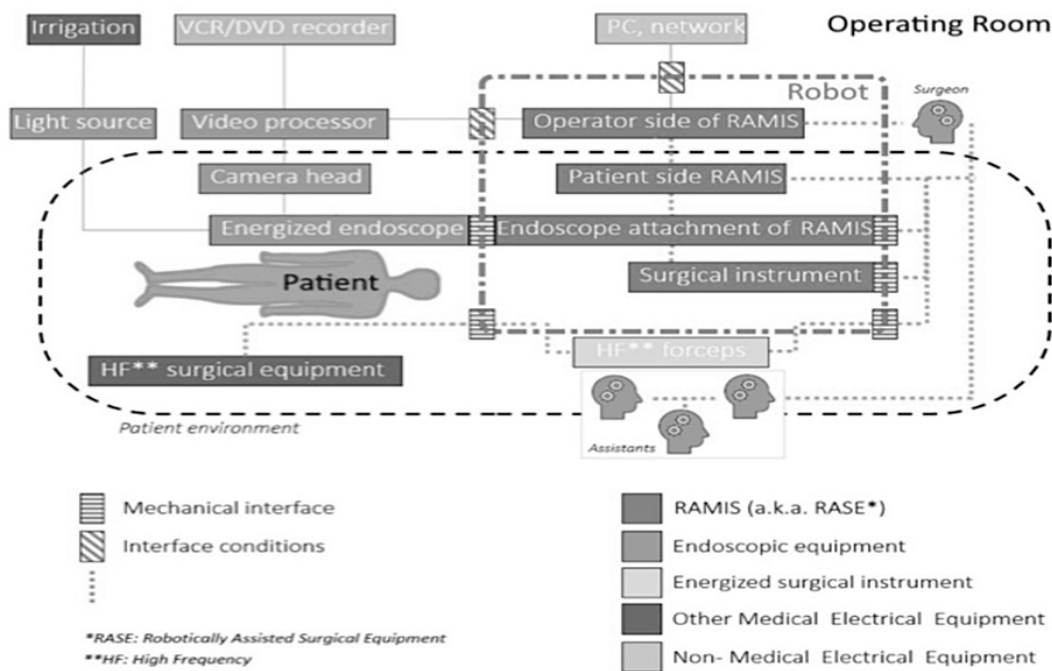 Irrigation
VCR/DVD recorder
PC, network
Operating Room
Robot
Surgeon
Light source
Video processor
Operator side of RAMIS
Camera head
Patient side RAMIS
Energized endoscope
Endoscope attachment of RAMIS
Patient
Surgical instrument
HF** forceps
HF** surgical equipment
Patient environment
Assistants
Mechanical interface
Interface conditions
RAMIS (a.k.a. RASE*)
Endoscopic equipment
Energized surgical instrument
Other Medical Electrical Equipment
Non- Medical Electrical Equipment
*RASE: Robotically Assisted Surgical Equipment
**HF: High Frequency